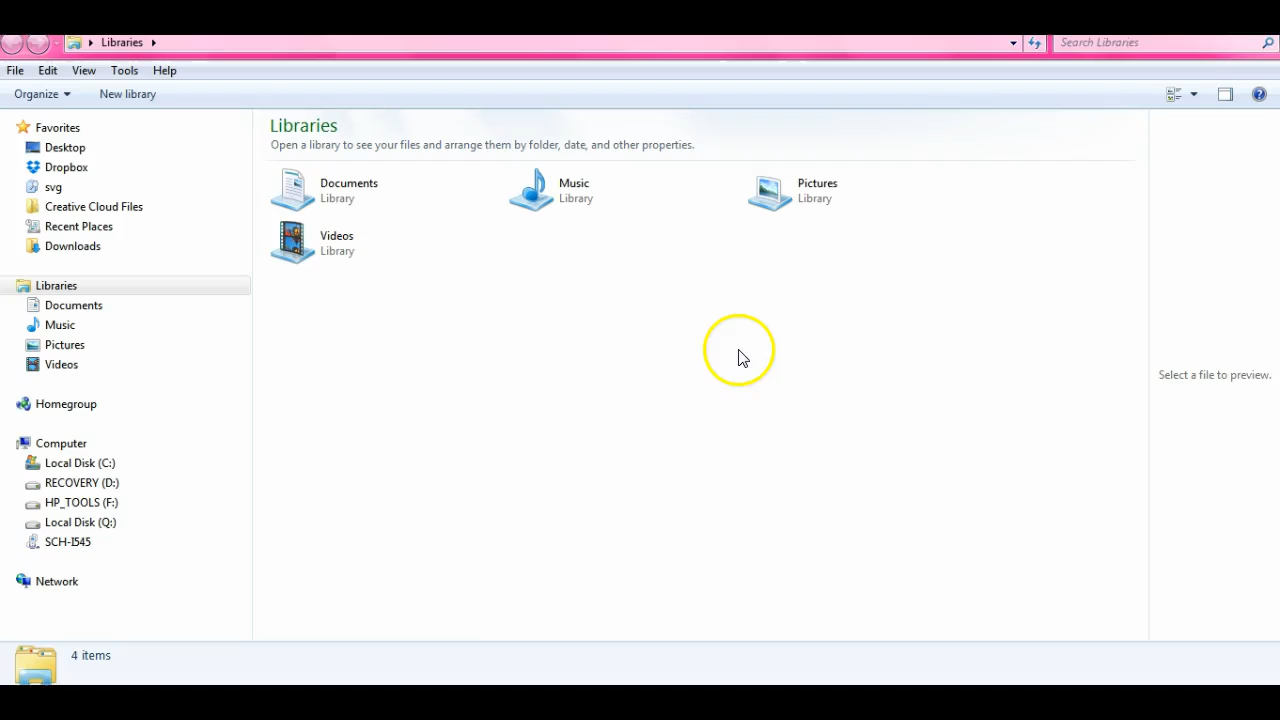 Libraries
Search Libraries
File Edit View Tools Help
Organize New library
Favorites
Desktop
Dropbox
svg
Creative Cloud Files
Recent Places
Downloads
Libraries
Documents
Music
Pictures
Videos
Homegroup
Computer
Local Disk (C:)
RECOVERY (D:)
HP_TOOLS (F:)
Local Disk (Q:)
SCH-I545
Network
Libraries
Open a library to see your files and arrange them by folder, date, and other properties.
Documents
Library
Music
Library
Pictures
Library
Videos
Library
Select a file to preview.
4 items